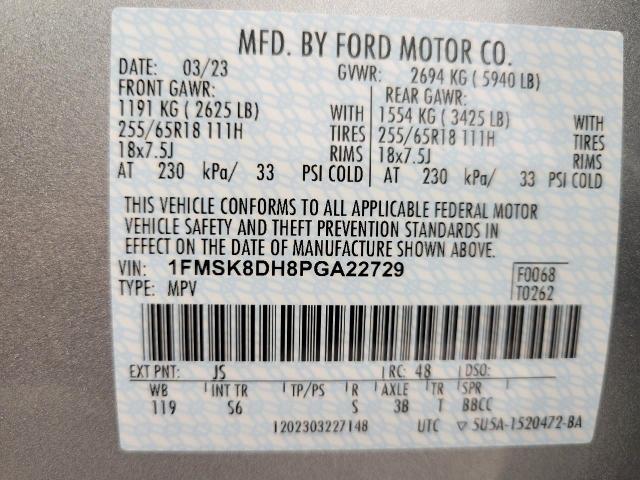 MFD. BY FORD MOTOR CO.
DATE: 03/23 GVWR: 2694 KG ( 5940 LB)
FRONT GAWR: REAR GAWR:
1191 KG ( 2625 LB) WITH 1554 KG ( 3425 LB) WITH
255/65R18 111H TIRES 255/65R18 111H TIRES
18x7.5J RIMS 18x7.5J RIMS
AT 230 kPa/ 33 PSI COLD AT 230 kPa/ 33 PSI COLD
THIS VEHICLE CONFORMS TO ALL APPLICABLE FEDERAL MOTOR
VEHICLE SAFETY AND THEFT PREVENTION STANDARDS IN
EFFECT ON THE DATE OF MANUFACTURE SHOWN ABOVE.
VIN: 1FMSK8DH8PGA22729 F0068
TYPE: MPV T0262
EXT PNT: JS RC: 48 DSO:
WB INT TR TP/PS R AXLE TR SPR
119 S6 S 3B T BBCC
1202303227148 UTC ▽ 5U5A-1520472-BA